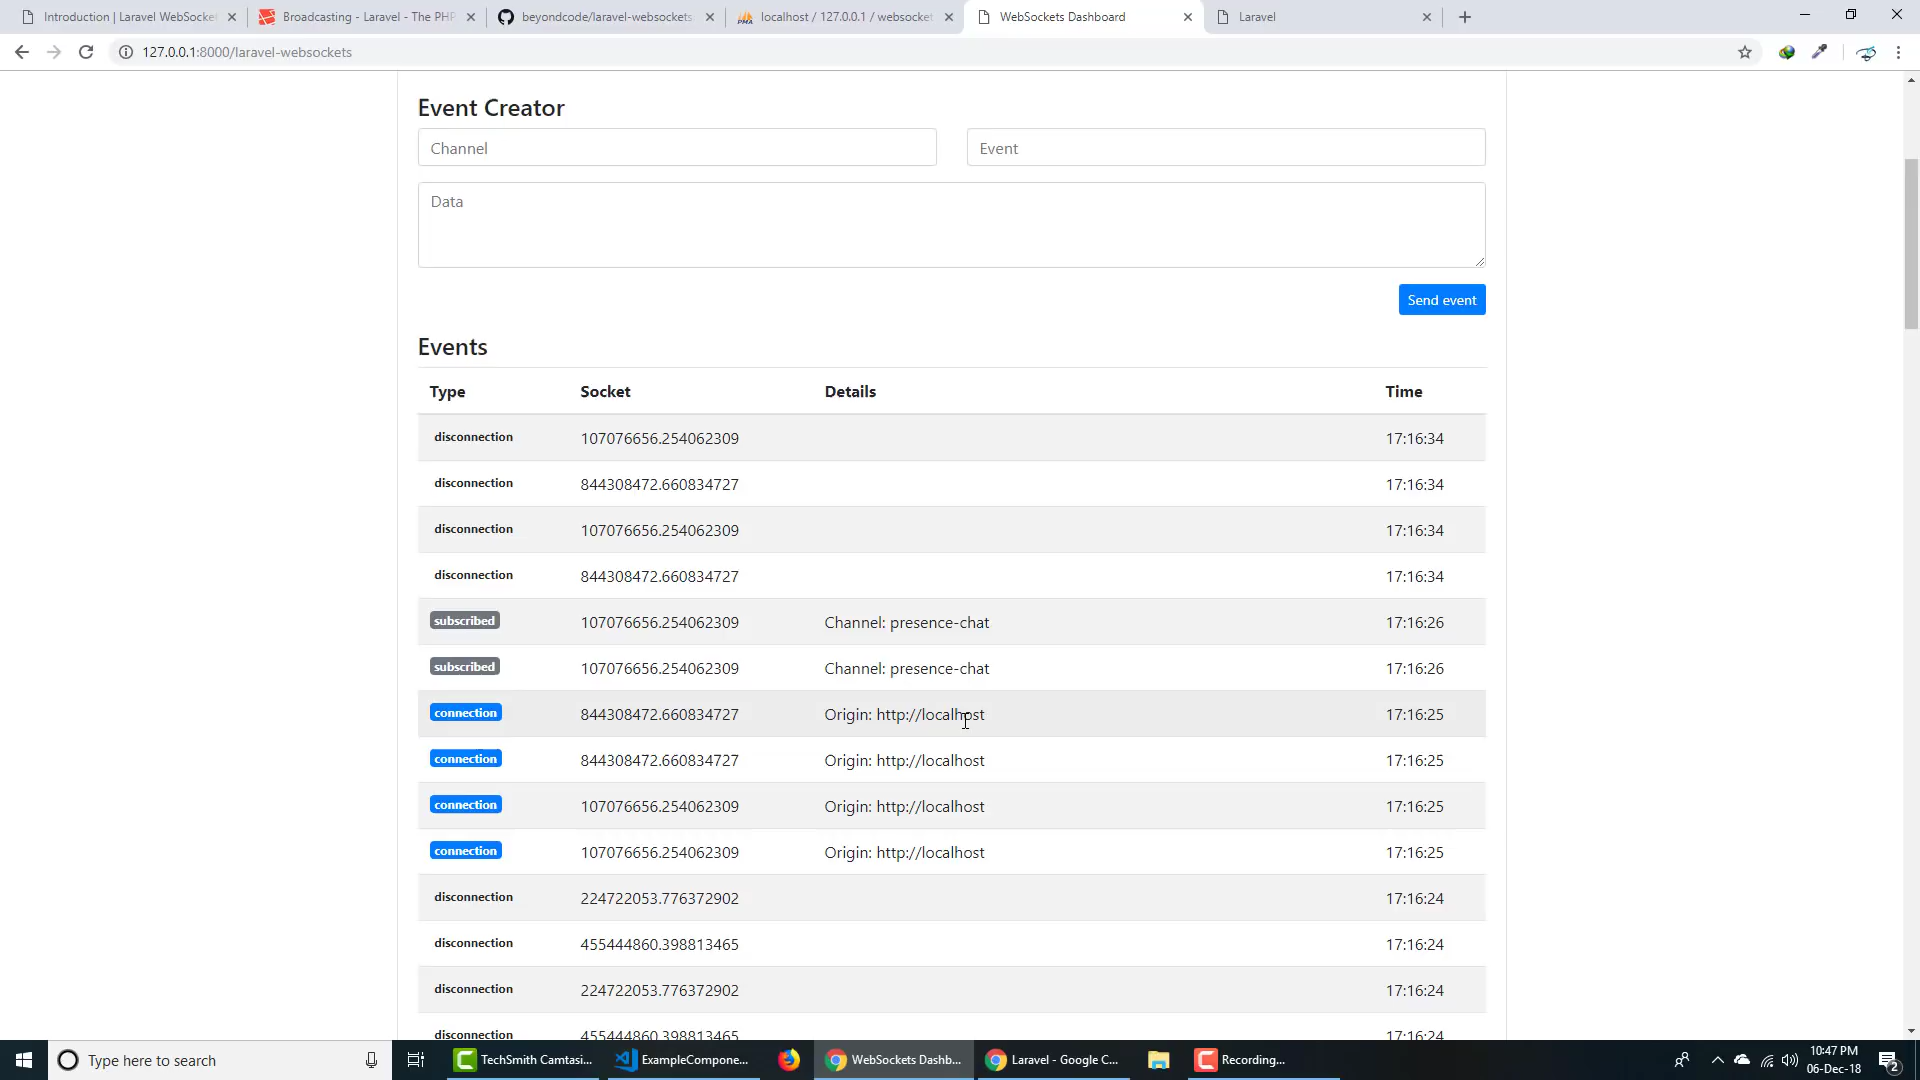 Introduction | Laravel WebSocket
Broadcasting - Laravel - The PHP
beyondcode/laravel-websockets
localhost / 127.0.0.1 / websocket
WebSockets Dashboard
Laravel
127.0.0.1:8000/laravel-websockets
Event Creator
Channel
Event
Data
Send event
Events
Type Socket Details Time
disconnection 107076656.254062309 17:16:34
disconnection 844308472.660834727 17:16:34
disconnection 107076656.254062309 17:16:34
disconnection 844308472.660834727 17:16:34
subscribed 107076656.254062309 Channel: presence-chat 17:16:26
subscribed 107076656.254062309 Channel: presence-chat 17:16:26
connection 844308472.660834727 Origin: http://localhost 17:16:25
connection 844308472.660834727 Origin: http://localhost 17:16:25
connection 107076656.254062309 Origin: http://localhost 17:16:25
connection 107076656.254062309 Origin: http://localhost 17:16:25
disconnection 224722053.776372902 17:16:24
disconnection 455444860.398813465 17:16:24
disconnection 224722053.776372902 17:16:24
disconnection 455444860.398813465 17:16:24
Type here to search
TechSmith Camtasi...
ExampleCompone...
WebSockets Dashb...
Laravel - Google C...
Recording...
10:47 PM
06-Dec-18
2